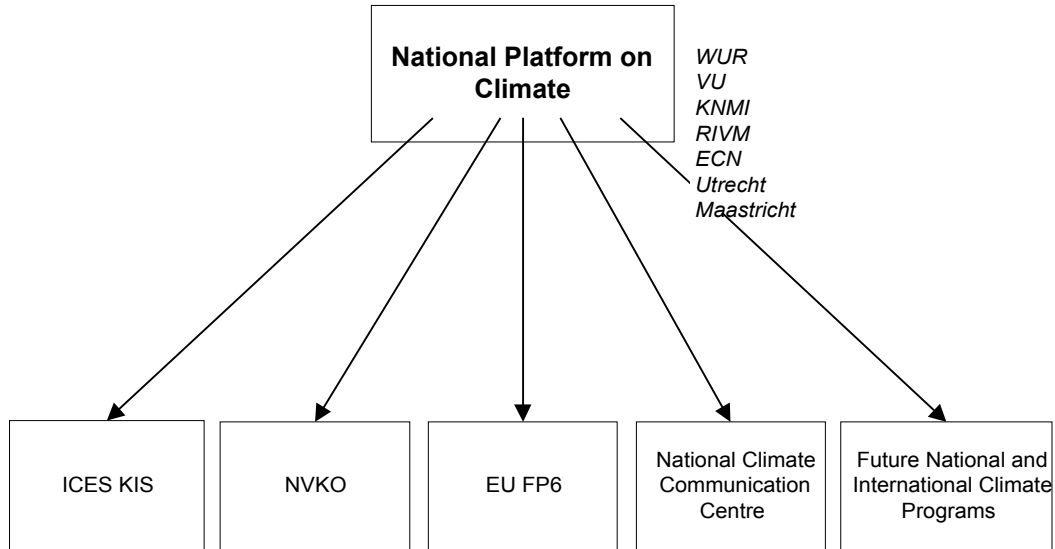 National Platform on
Climate
WUR
VU
KNMI
RIVM
ECN
Utrecht
Maastricht
ICES KIS
NVKO
EU FP6
National Climate
Communication
Centre
Future National and
International Climate
Programs